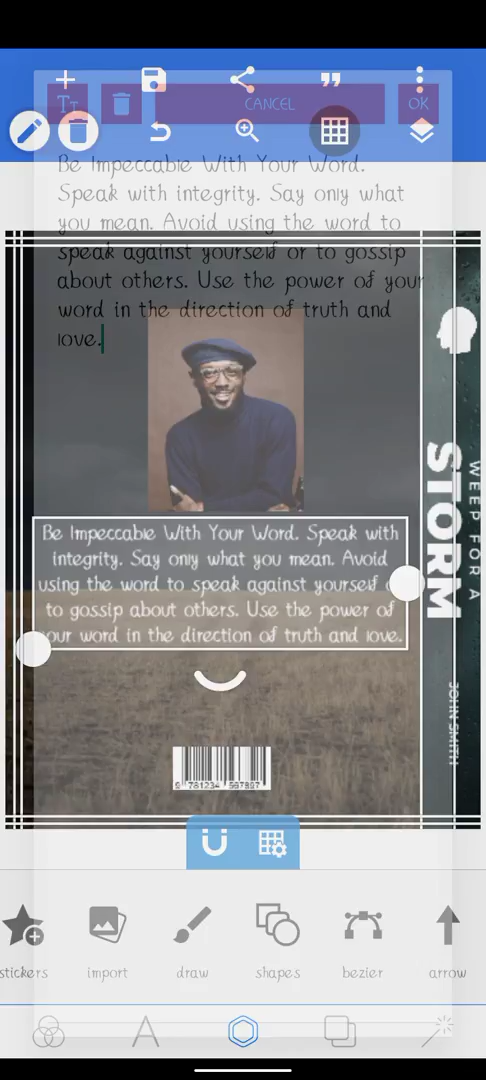 Tт
CANCEL
OK
Be Impeccable With Your Word.
Speak with integrity. Say only what
you mean. Avoid using the word to
speak against yourself or to gossip
about others. Use the power of your
word in the direction of truth and
love.
Be Impeccable With Your Word. Speak with
integrity. Say only what you mean. Avoid
using the word to speak against yourself
to gossip about others. Use the power of
your word in the direction of truth and love.
WEEP FOR A
STORM
JOHN SMITH
9 781234 567897
stickers
import
draw
shapes
bezier
arrow